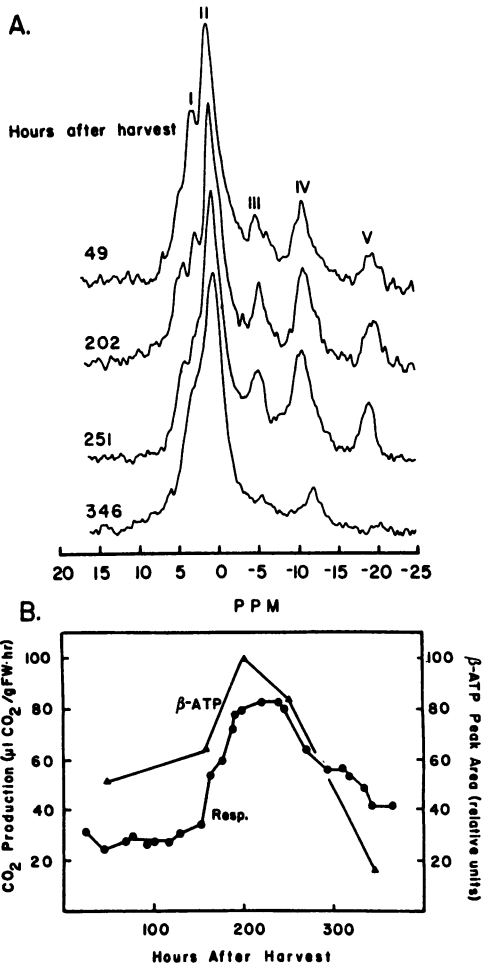 A.
II
I
Hours after harvest
III
IV
V
49
202
251
346
20 15 10 5 0 -5 -10 -15 -20 -25
PPM
B.
CO2 Production (μl CO2/gFW·hr)
100
80
60
40
20
β-ATP
Resp.
100
80
60
40
20
β-ATP Peak Area (relative units)
100 200 300
Hours After Harvest